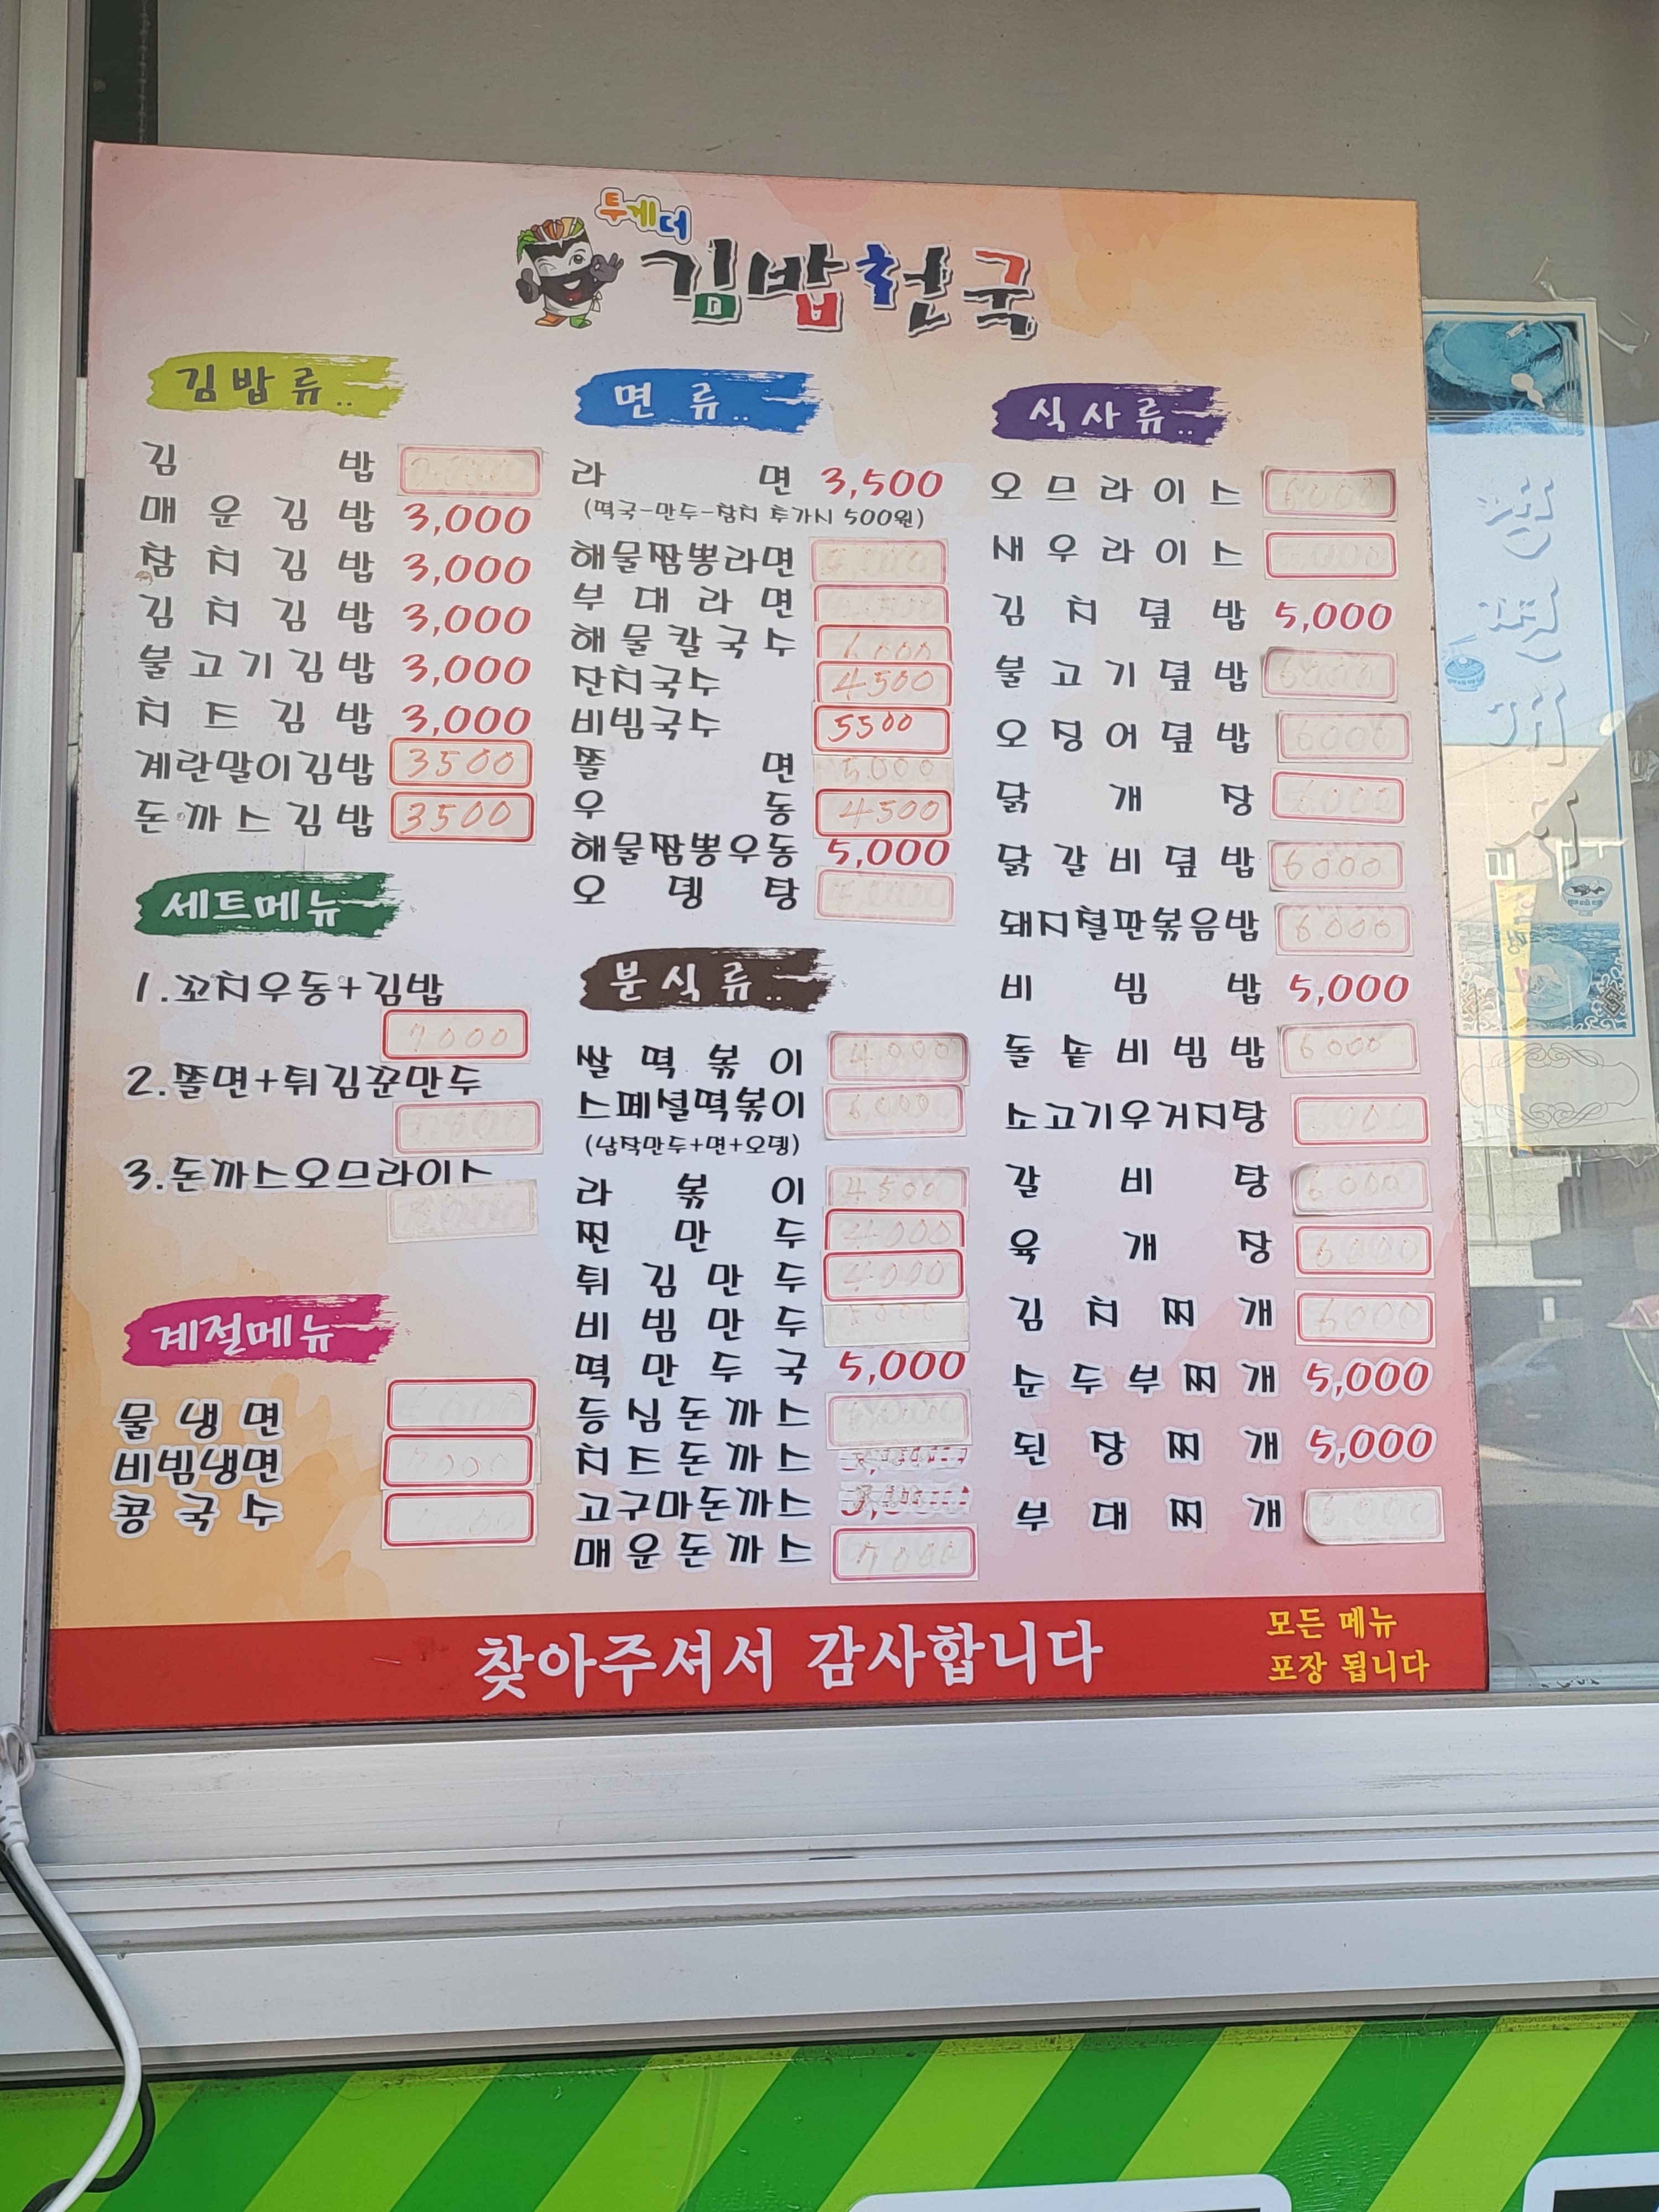 투게더
김밥천국
김밥류..
김밥
매운김밥 3,000
참치김밥 3,000
김치김밥 3,000
불고기김밥 3,000
치즈김밥 3,000
계란말이김밥 3500
돈까스김밥 3500
세트메뉴
1.꼬치우동+김밥
7000
2.쫄면+튀김군만두
3.돈까스오므라이스
계절메뉴
물냉면
비빔냉면
콩국수
면류..
라면 3,500
(떡국-만두-참치 추가시 500원)
해물짬뽕라면
부대라면
해물칼국수 6000
잔치국수 4500
비빔국수 5500
쫄면 5000
우동 4500
해물짬뽕우동 5,000
오뎅탕
분식류..
쌀떡볶이 4000
스페셜떡볶이 6000
(납작만두+면+오뎅)
라볶이 4500
찐만두 4000
튀김만두 4000
비빔만두
떡만두국 5,000
등심돈까스
치즈돈까스
고구마돈까스
매운돈까스 7000
식사류..
오므라이스 6000
새우라이스
김치덮밥 5,000
불고기덮밥 6000
오징어덮밥 6000
닭개장 6000
닭갈비덮밥 6000
돼지철판볶음밥 6000
비빔밥 5,000
돌솥비빔밥 6000
소고기우거지탕
갈비탕
육개장 6000
김치찌개 6000
순두부찌개 5,000
된장찌개 5,000
부대찌개
찾아주셔서 감사합니다
모든 메뉴
포장 됩니다